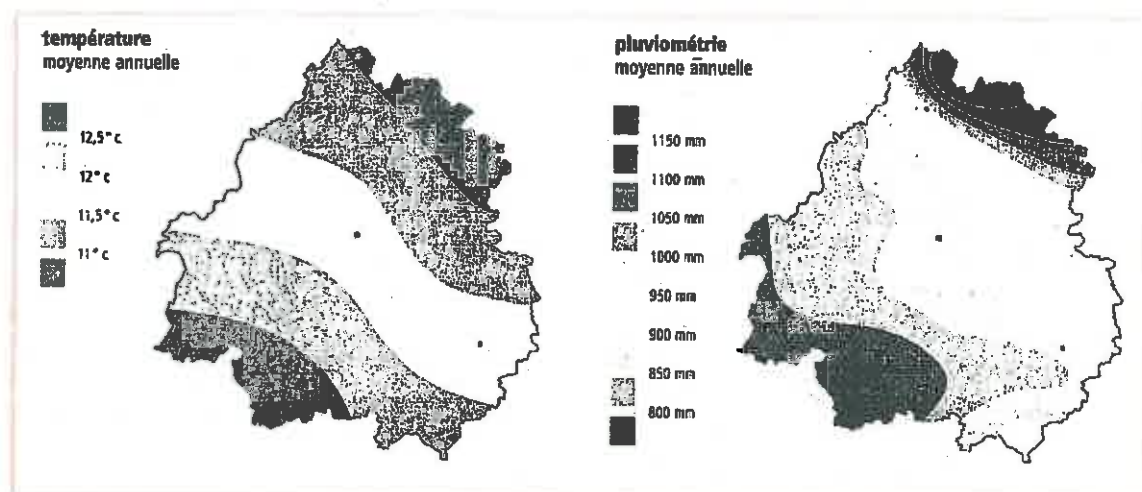 température
moyenne annuelle
12,5°c
12°c
11,5°c
11°c
pluviométrie
moyenne annuelle
1150 mm
1100 mm
1050 mm
1000 mm
950 mm
900 mm
850 mm
800 mm